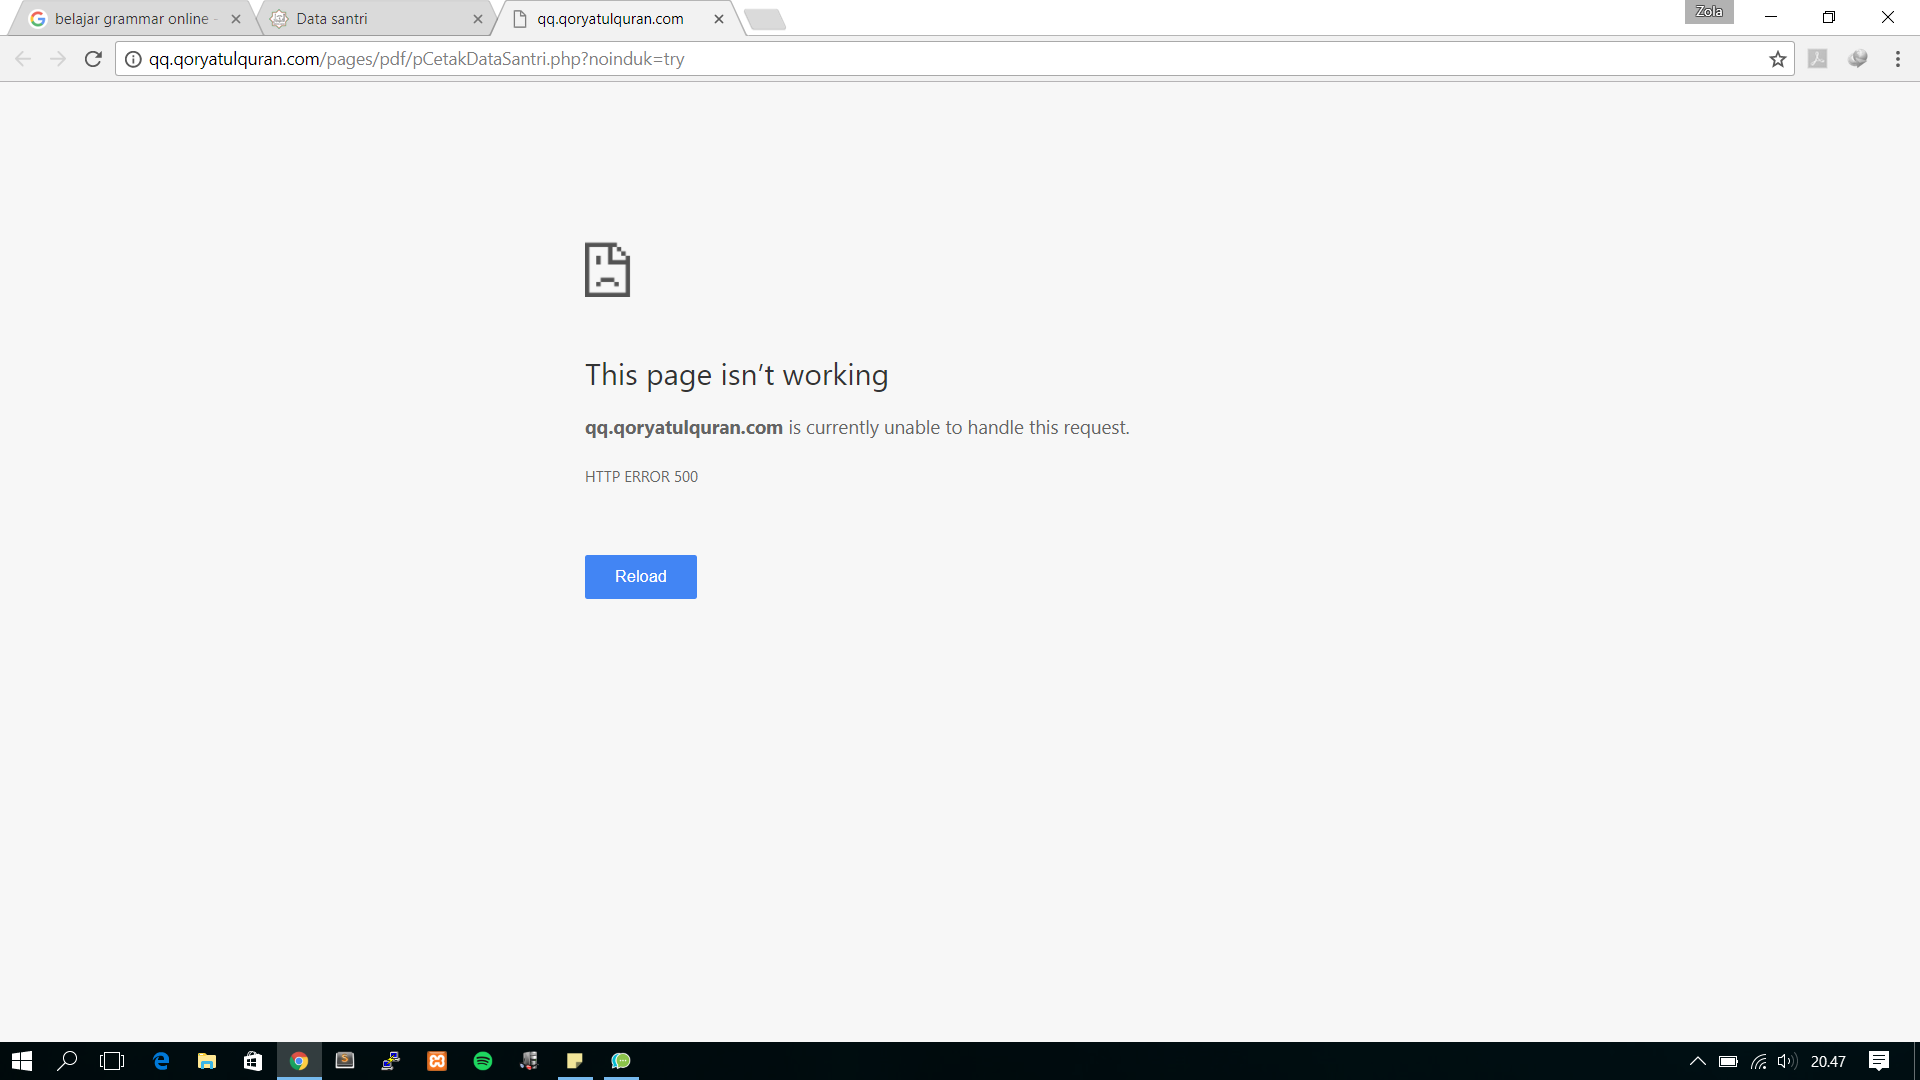 belajar grammar online -
Data santri
qq.qoryatulquran.com
Zola
qq.qoryatulquran.com/pages/pdf/pCetakDataSantri.php?noinduk=try
This page isn’t working
qq.qoryatulquran.com is currently unable to handle this request.
HTTP ERROR 500
Reload
20.47